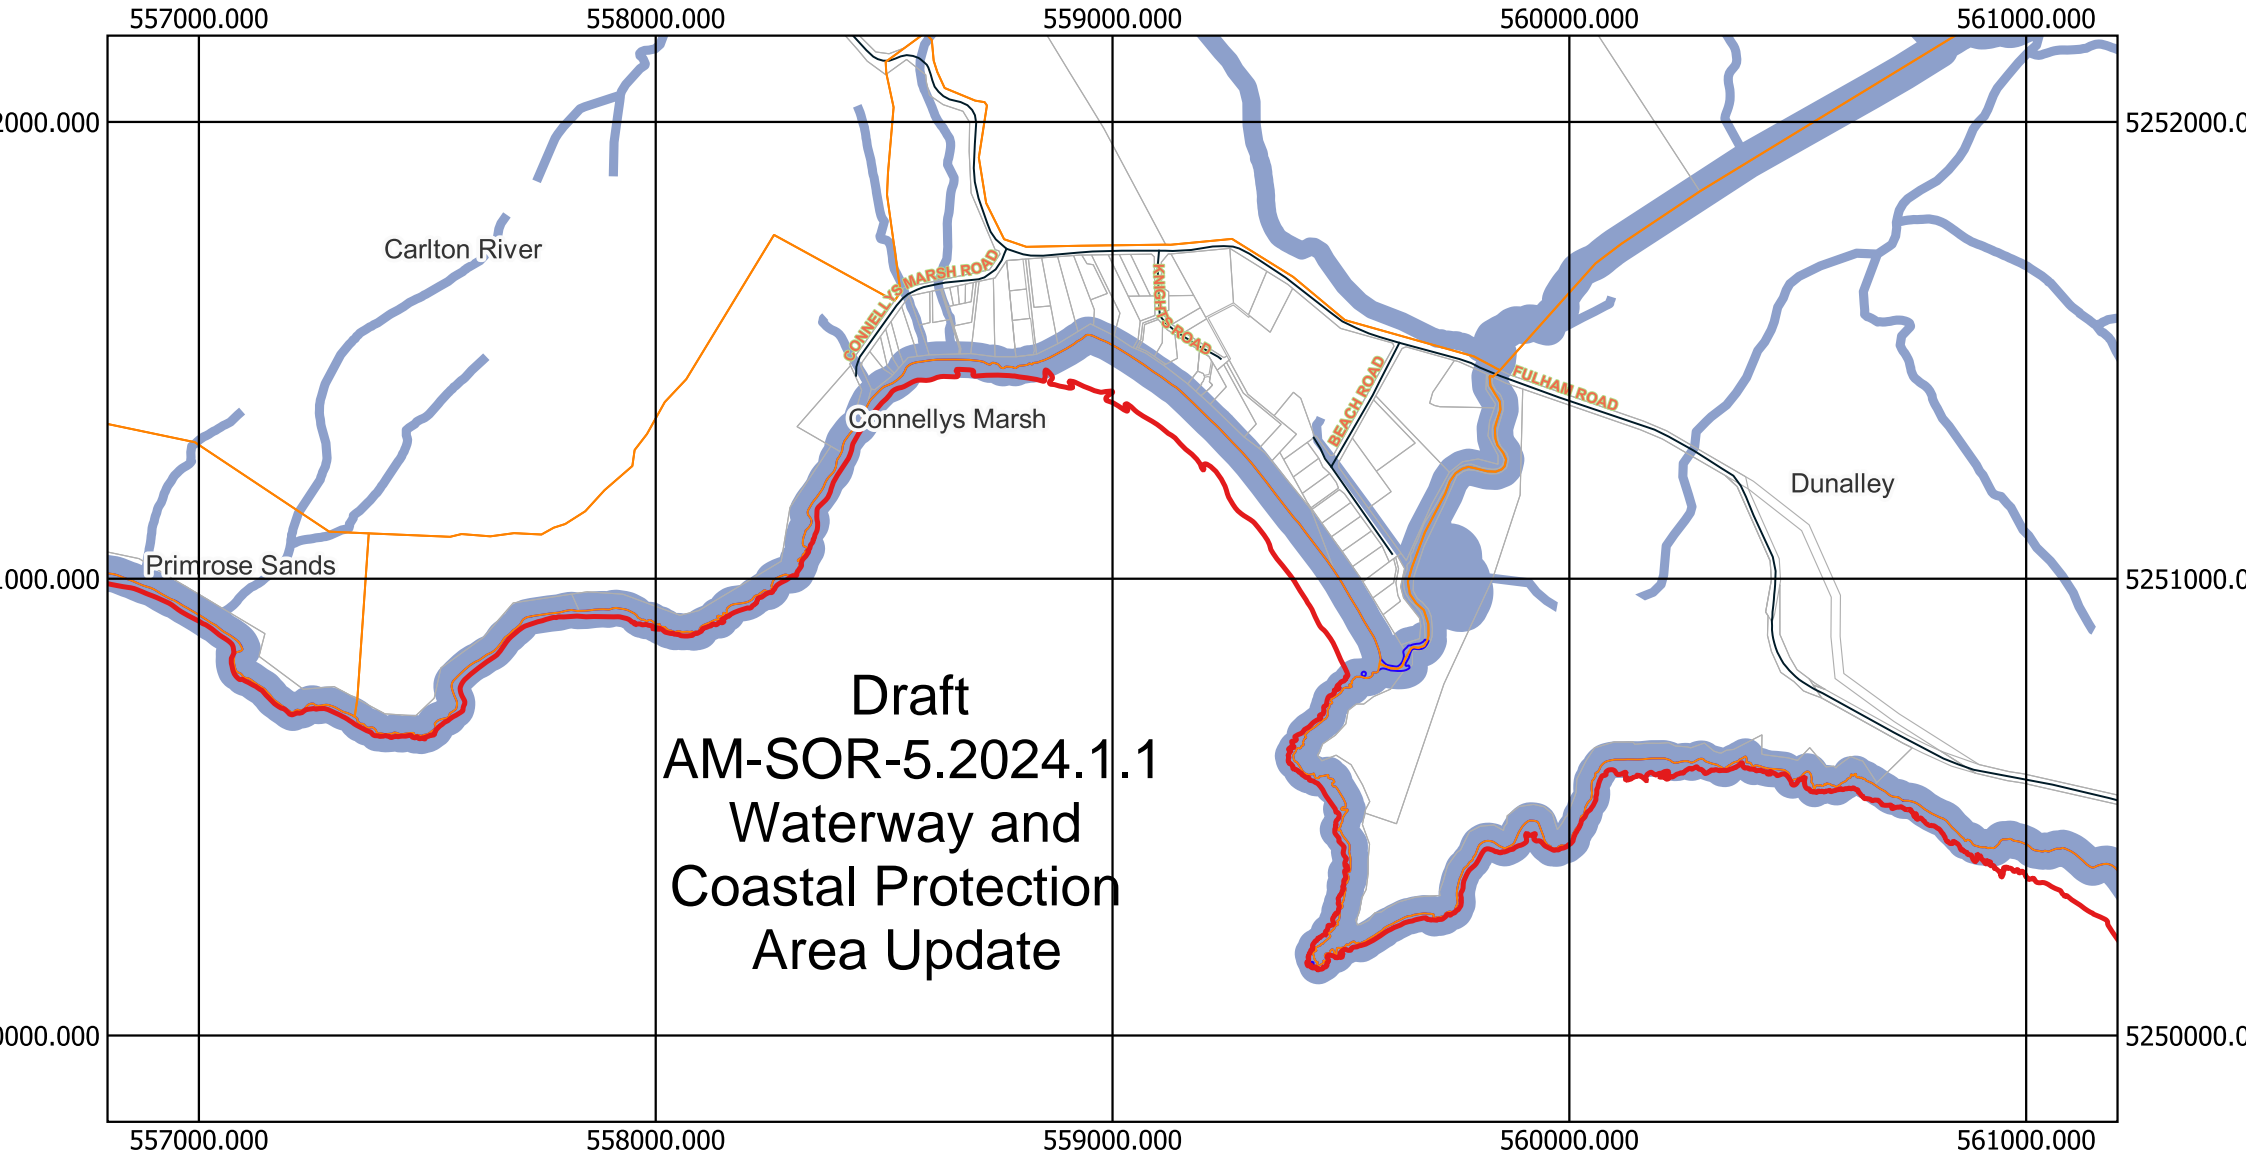 557000.000 558000.000 559000.000 560000.000 561000.000
2000.000 5252000.0
Carlton River
CONNELLYS MARSH ROAD
KNIGHTS ROAD
BEACH ROAD
FULHAM ROAD
Connellys Marsh
Dunalley
Primrose Sands
1000.000 5251000.0
Draft
AM-SOR-5.2024.1.1
Waterway and
Coastal Protection
Area Update
0000.000 5250000.0
557000.000 558000.000 559000.000 560000.000 561000.000